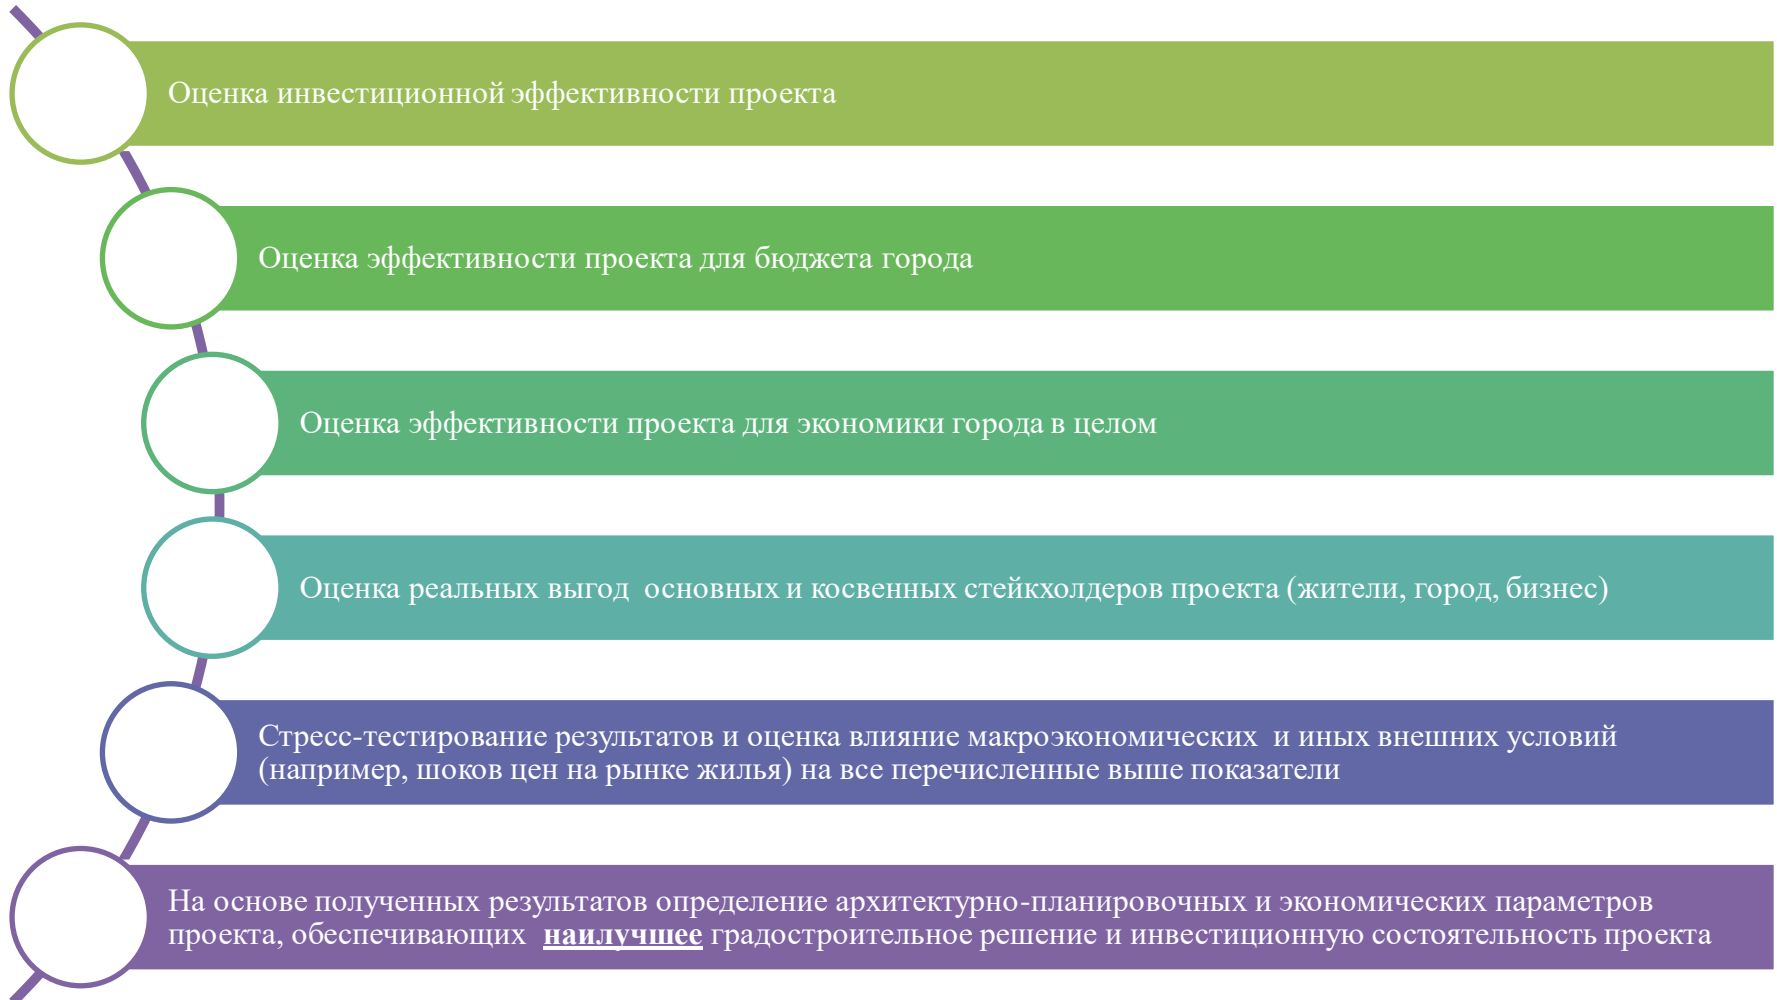 Оценка инвестиционной эффективности проекта
Оценка эффективности проекта для бюджета города
Оценка эффективности проекта для экономики города в целом
Оценка реальных выгод  основных и косвенных стейкхолдеров проекта (жители, город, бизнес)
Стресс-тестирование результатов и оценка влияние макроэкономических  и иных внешних условий
(например, шоков цен на рынке жилья) на все перечисленные выше показатели
На основе полученных результатов определение архитектурно-планировочных и экономических параметров
проекта, обеспечивающих  наилучшее градостроительное решение и инвестиционную состоятельность проекта